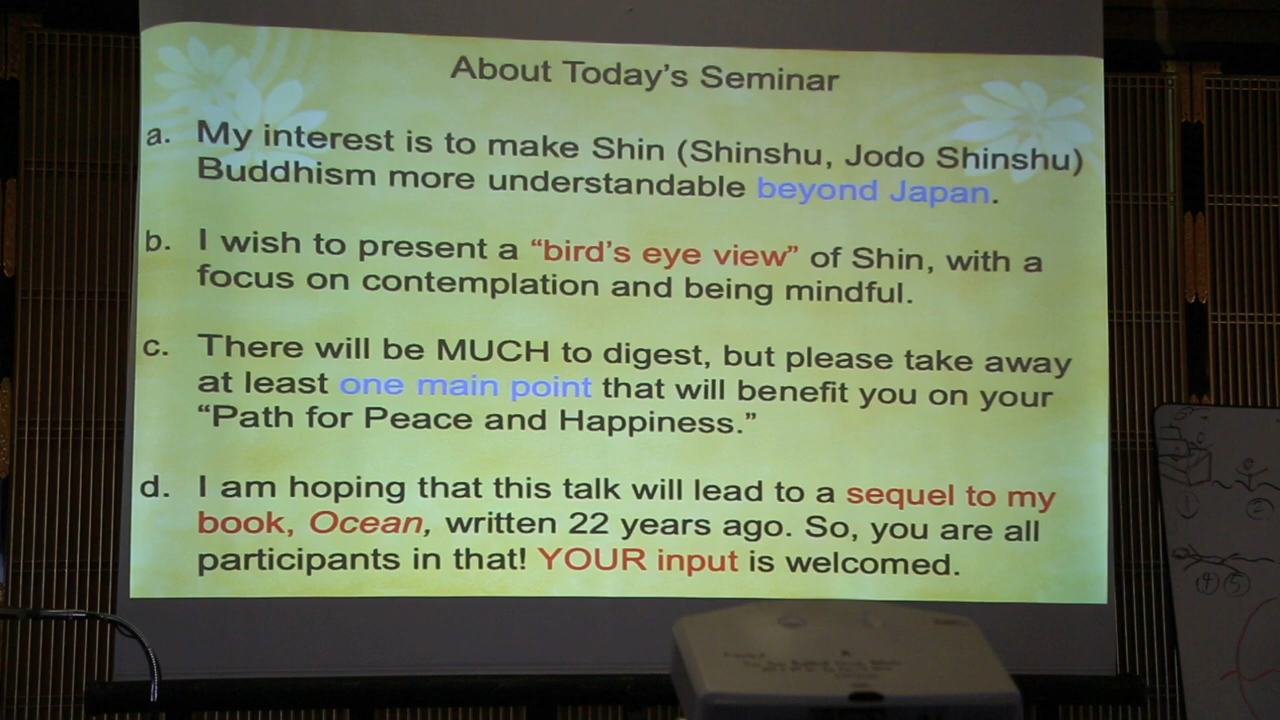 About Today's Seminar
a. My interest is to make Shin (Shinshu, Jodo Shinshu)
Buddhism more understandable beyond Japan.
b. I wish to present a “bird's eye view” of Shin, with a
focus on contemplation and being mindful.
c. There will be MUCH to digest, but please take away
at least one main point that will benefit you on your
“Path for Peace and Happiness.”
d. I am hoping that this talk will lead to a sequel to my
book, Ocean, written 22 years ago. So, you are all
participants in that! YOUR input is welcomed.
①
②
④ ⑤